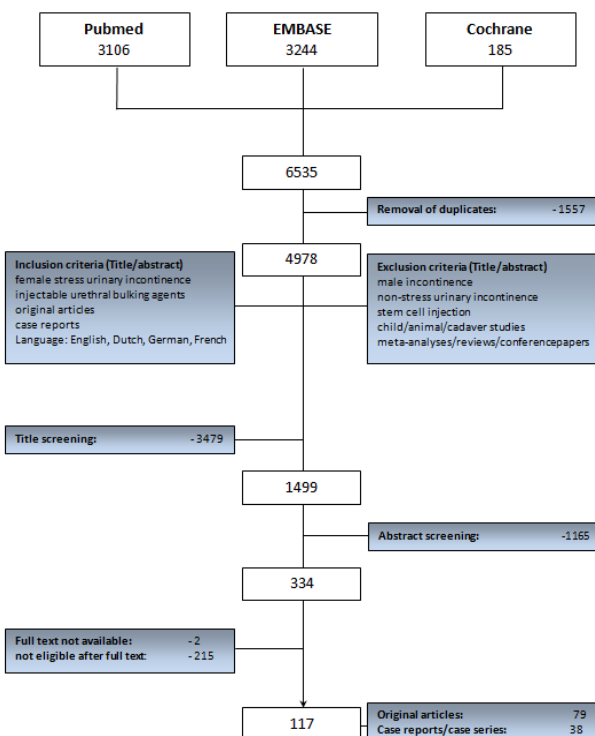 Pubmed
3106
EMBASE
3244
Cochrane
185
6535
Removal of duplicates: -1557
4978
Inclusion criteria (Title/abstract)
female stress urinary incontinence
injectable urethral bulking agents
original articles
case reports
Language: English, Dutch, German, French
Exclusion criteria (Title/abstract)
male incontinence
non-stress urinary incontinence
stem cell injection
child/animal/cadaver studies
meta-analyses/reviews/conferencepapers
Title screening: -3479
1499
Abstract screening: -1165
334
Full text not available: -2
not eligible after full text: -215
117
Original articles: 79
Case reports/case series: 38